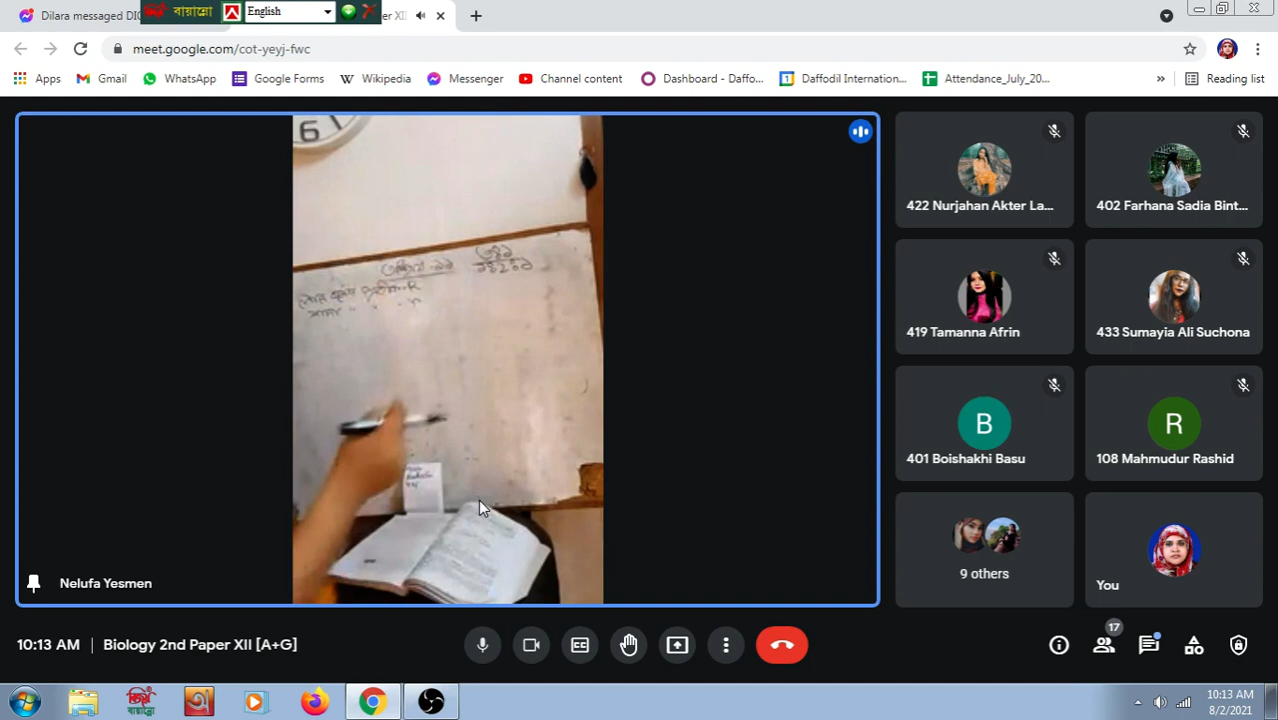 Dilara messaged
বায়ান্নো
English
er XII
meet.google.com/cot-yeyj-fwc
Apps
Gmail
WhatsApp
Google Forms
Wikipedia
Messenger
Channel content
Dashboard - Daffo...
Daffodil Internation...
Attendance_July_20...
»
Reading list
61
422 Nurjahan Akter La...
402 Farhana Sadia Bint...
419 Tamanna Afrin
433 Sumayia Ali Suchona
B
R
401 Boishakhi Basu
108 Mahmudur Rashid
9 others
You
Nelufa Yesmen
10:13 AM | Biology 2nd Paper XII [A+G]
17
বায়ান্নো
অ
10:13 AM
8/2/2021